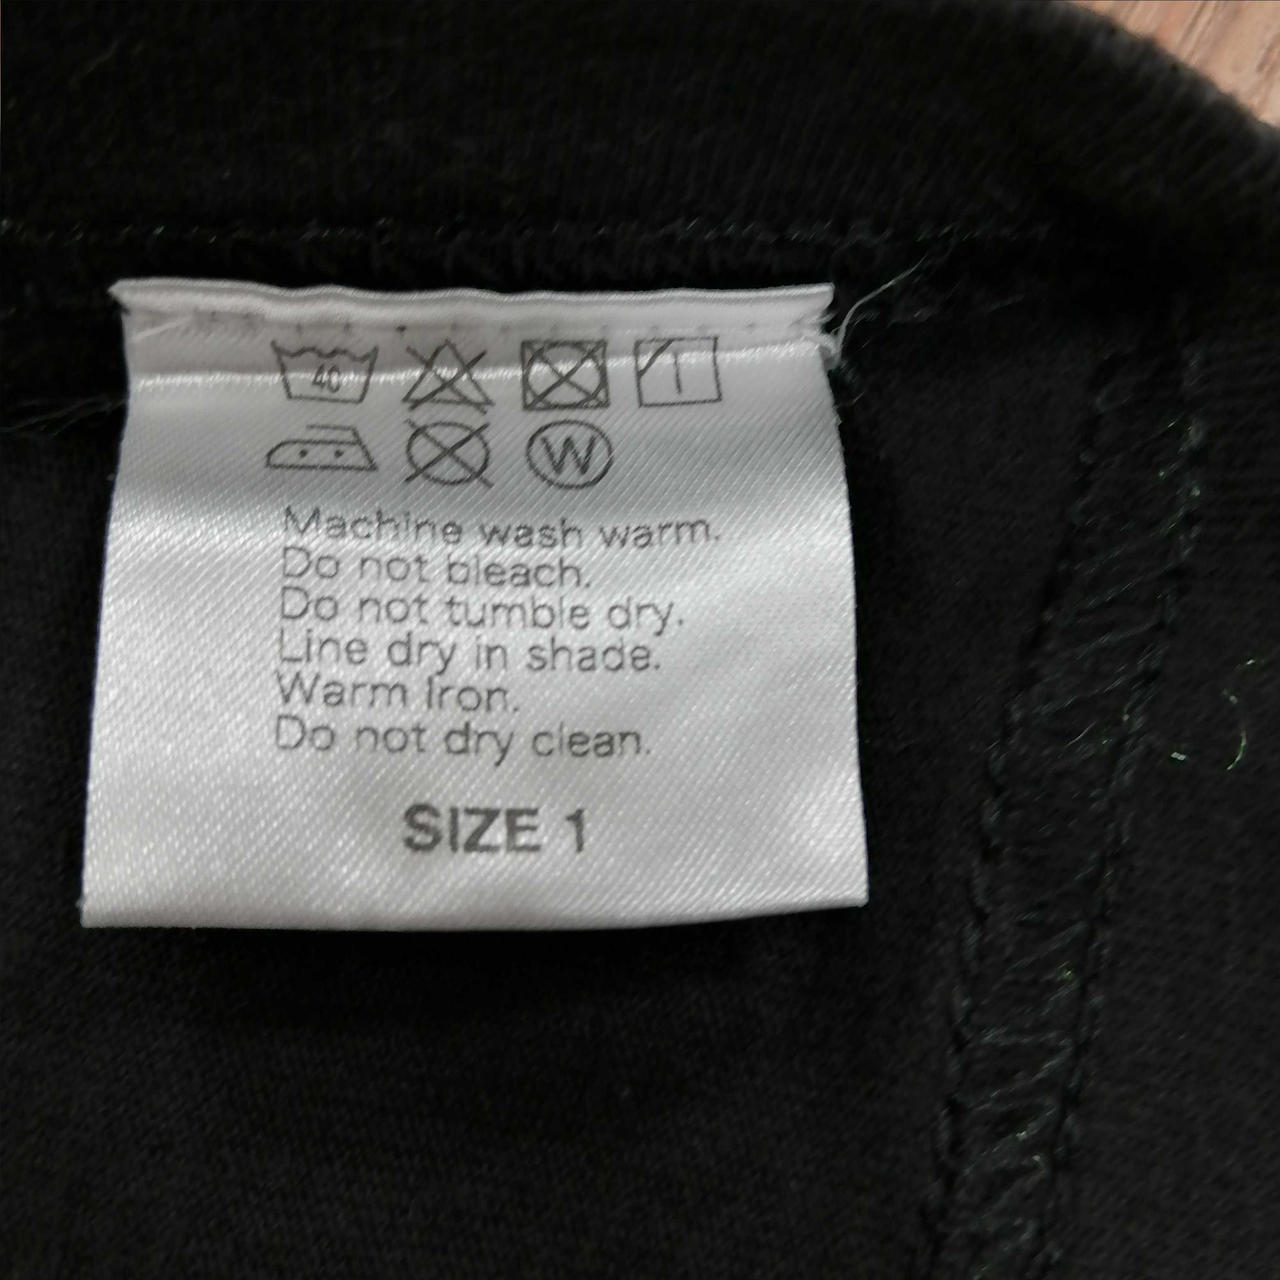 40
W
Machine wash warm.
Do not bleach.
Do not tumble dry.
Line dry in shade.
Warm Iron.
Do not dry clean.
SIZE 1